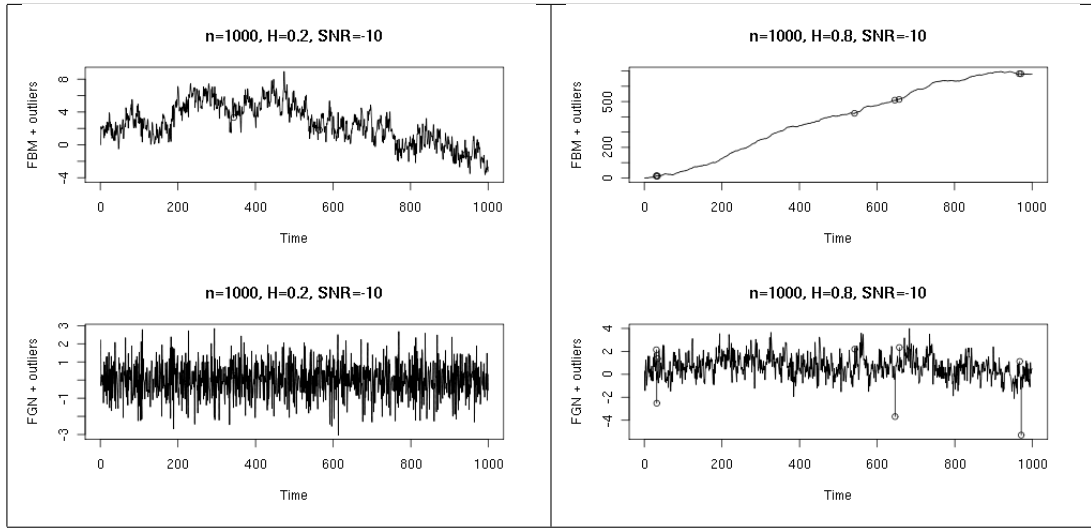 n=1000, H=0.2, SNR=-10
FBM + outliers
8
4
0
-4
0 200 400 600 800 1000
Time
n=1000, H=0.8, SNR=-10
FBM + outliers
500
200
0
0 200 400 600 800 1000
Time
n=1000, H=0.2, SNR=-10
FGN + outliers
3
1
-1
-3
0 200 400 600 800 1000
Time
n=1000, H=0.8, SNR=-10
FGN + outliers
4
2
0
-2
-4
0 200 400 600 800 1000
Time